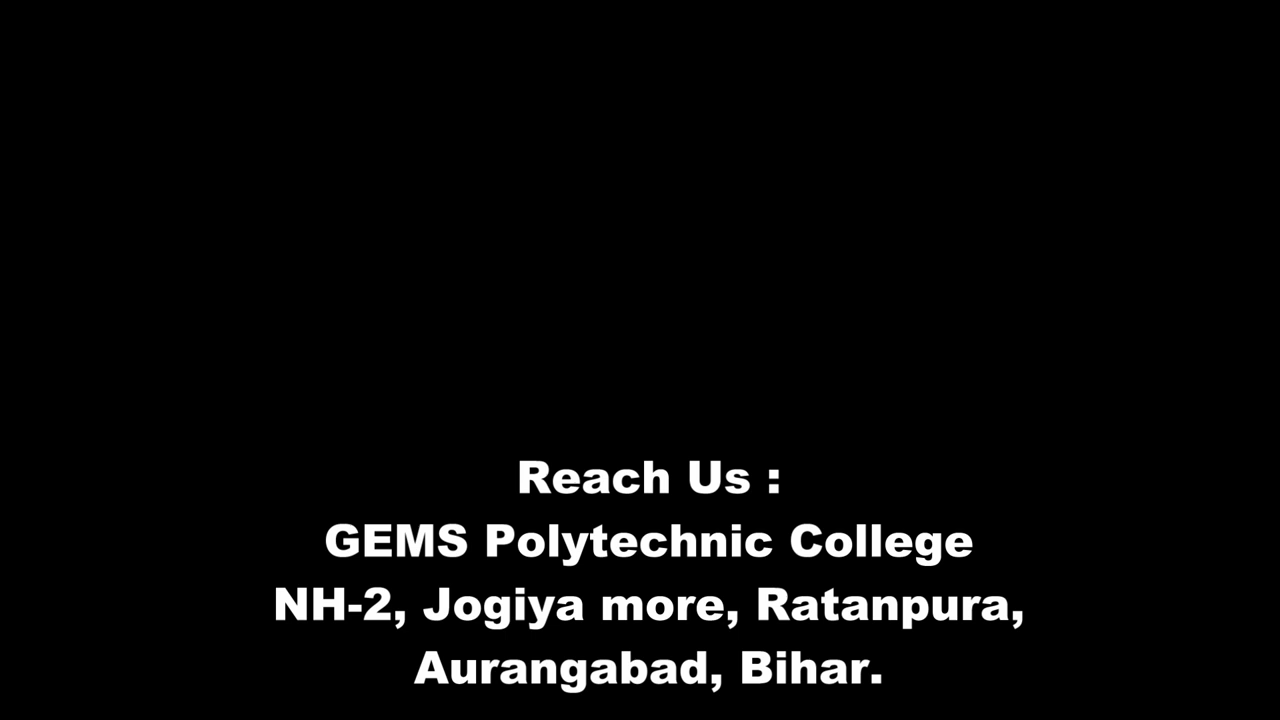 Reach Us :
GEMS Polytechnic College
NH-2, Jogiya more, Ratanpura,
Aurangabad, Bihar.